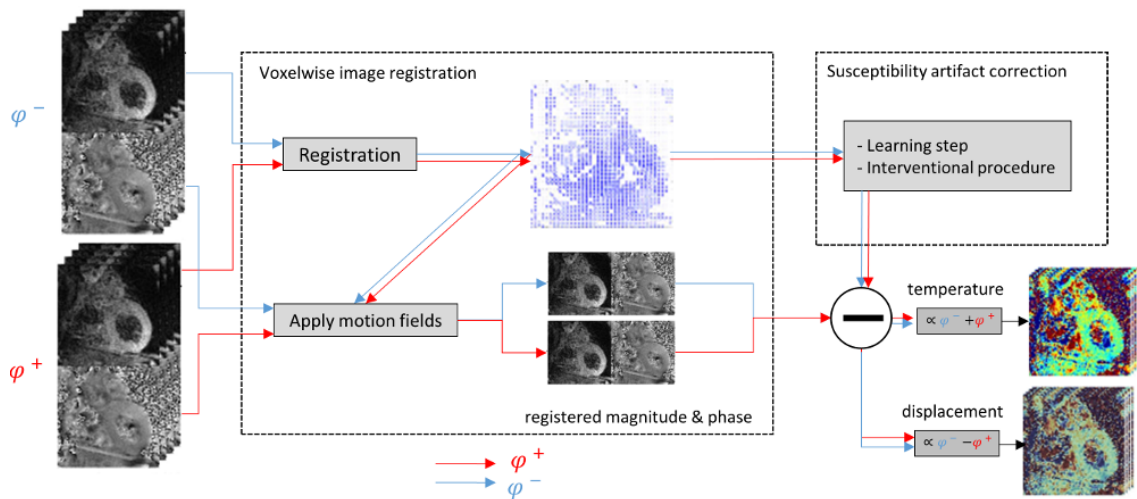 Voxelwise image registration
Susceptibility artifact correction
φ⁻
Registration
- Learning step
- Interventional procedure
φ⁺
Apply motion fields
temperature
∝ φ⁻ +φ⁺
registered magnitude & phase
displacement
∝ φ⁻ −φ⁺
φ⁺
φ⁻